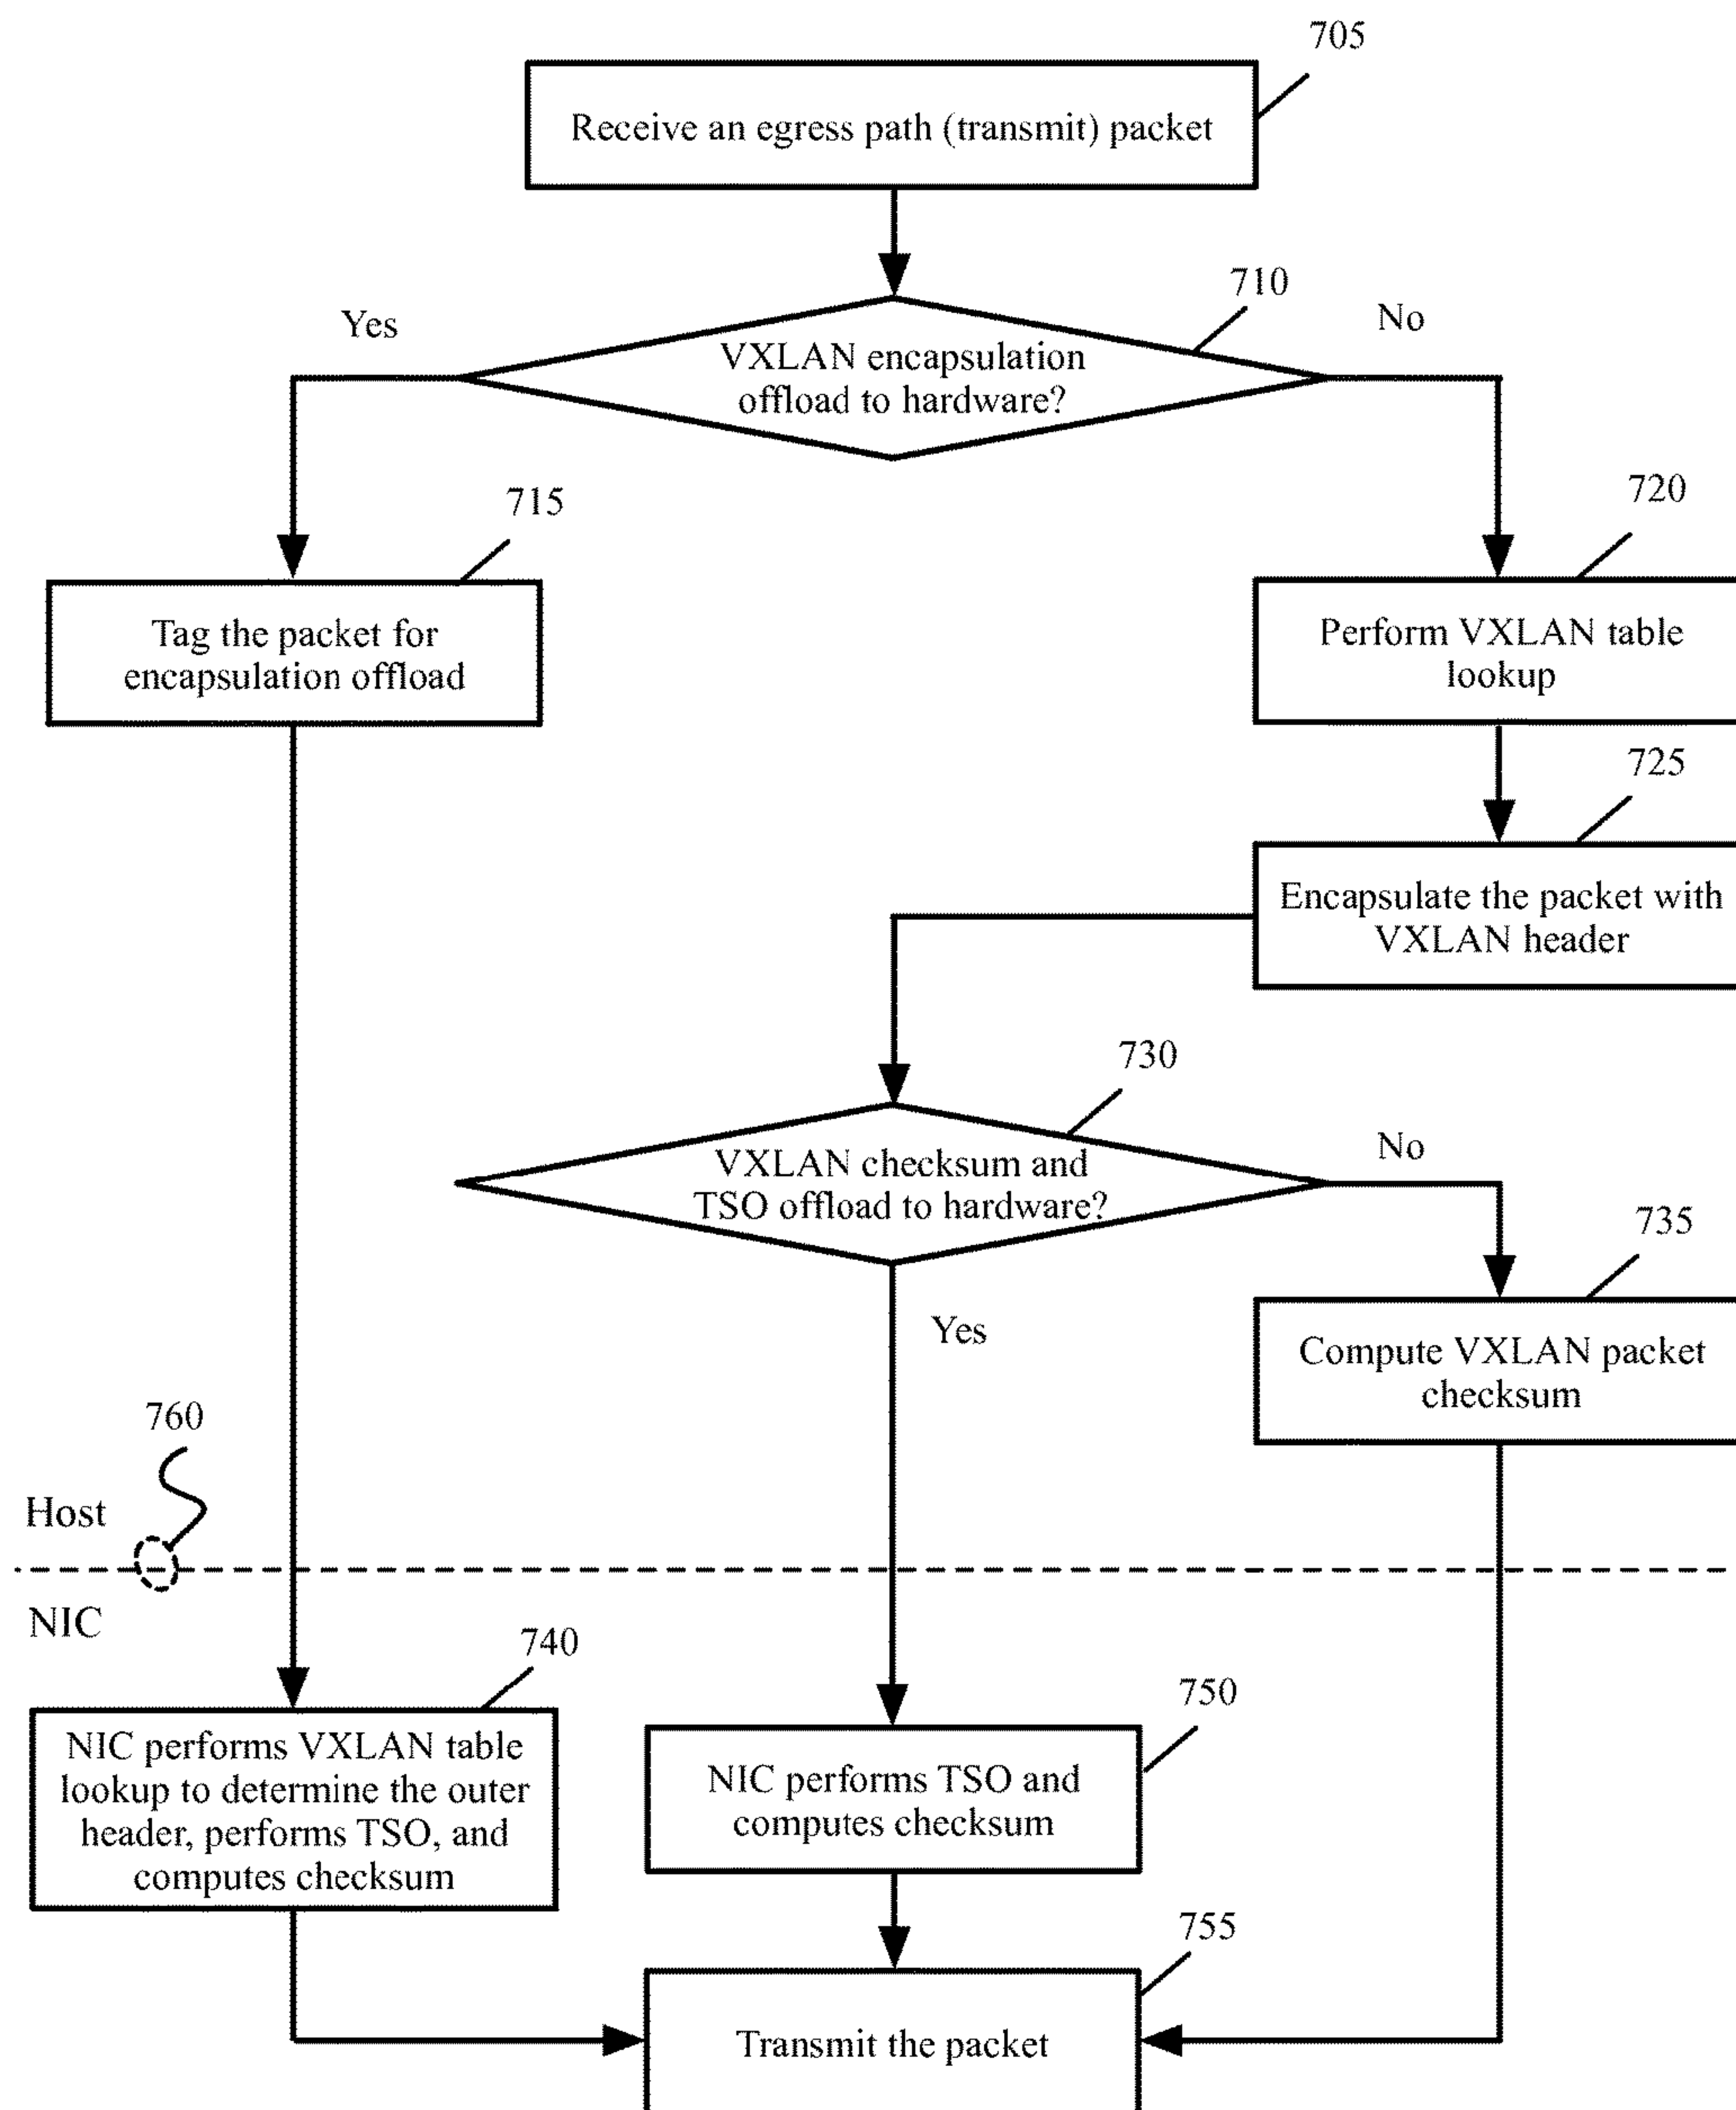 705
Receive an egress path (transmit) packet
710
Yes
No
VXLAN encapsulation
offload to hardware?
715
720
Tag the packet for
encapsulation offload
Perform VXLAN table
lookup
725
Encapsulate the packet with
VXLAN header
730
No
VXLAN checksum and
TSO offload to hardware?
735
Yes
Compute VXLAN packet
checksum
760
Host
NIC
740
750
NIC performs VXLAN table
lookup to determine the outer
header, performs TSO, and
computes checksum
NIC performs TSO and
computes checksum
755
Transmit the packet